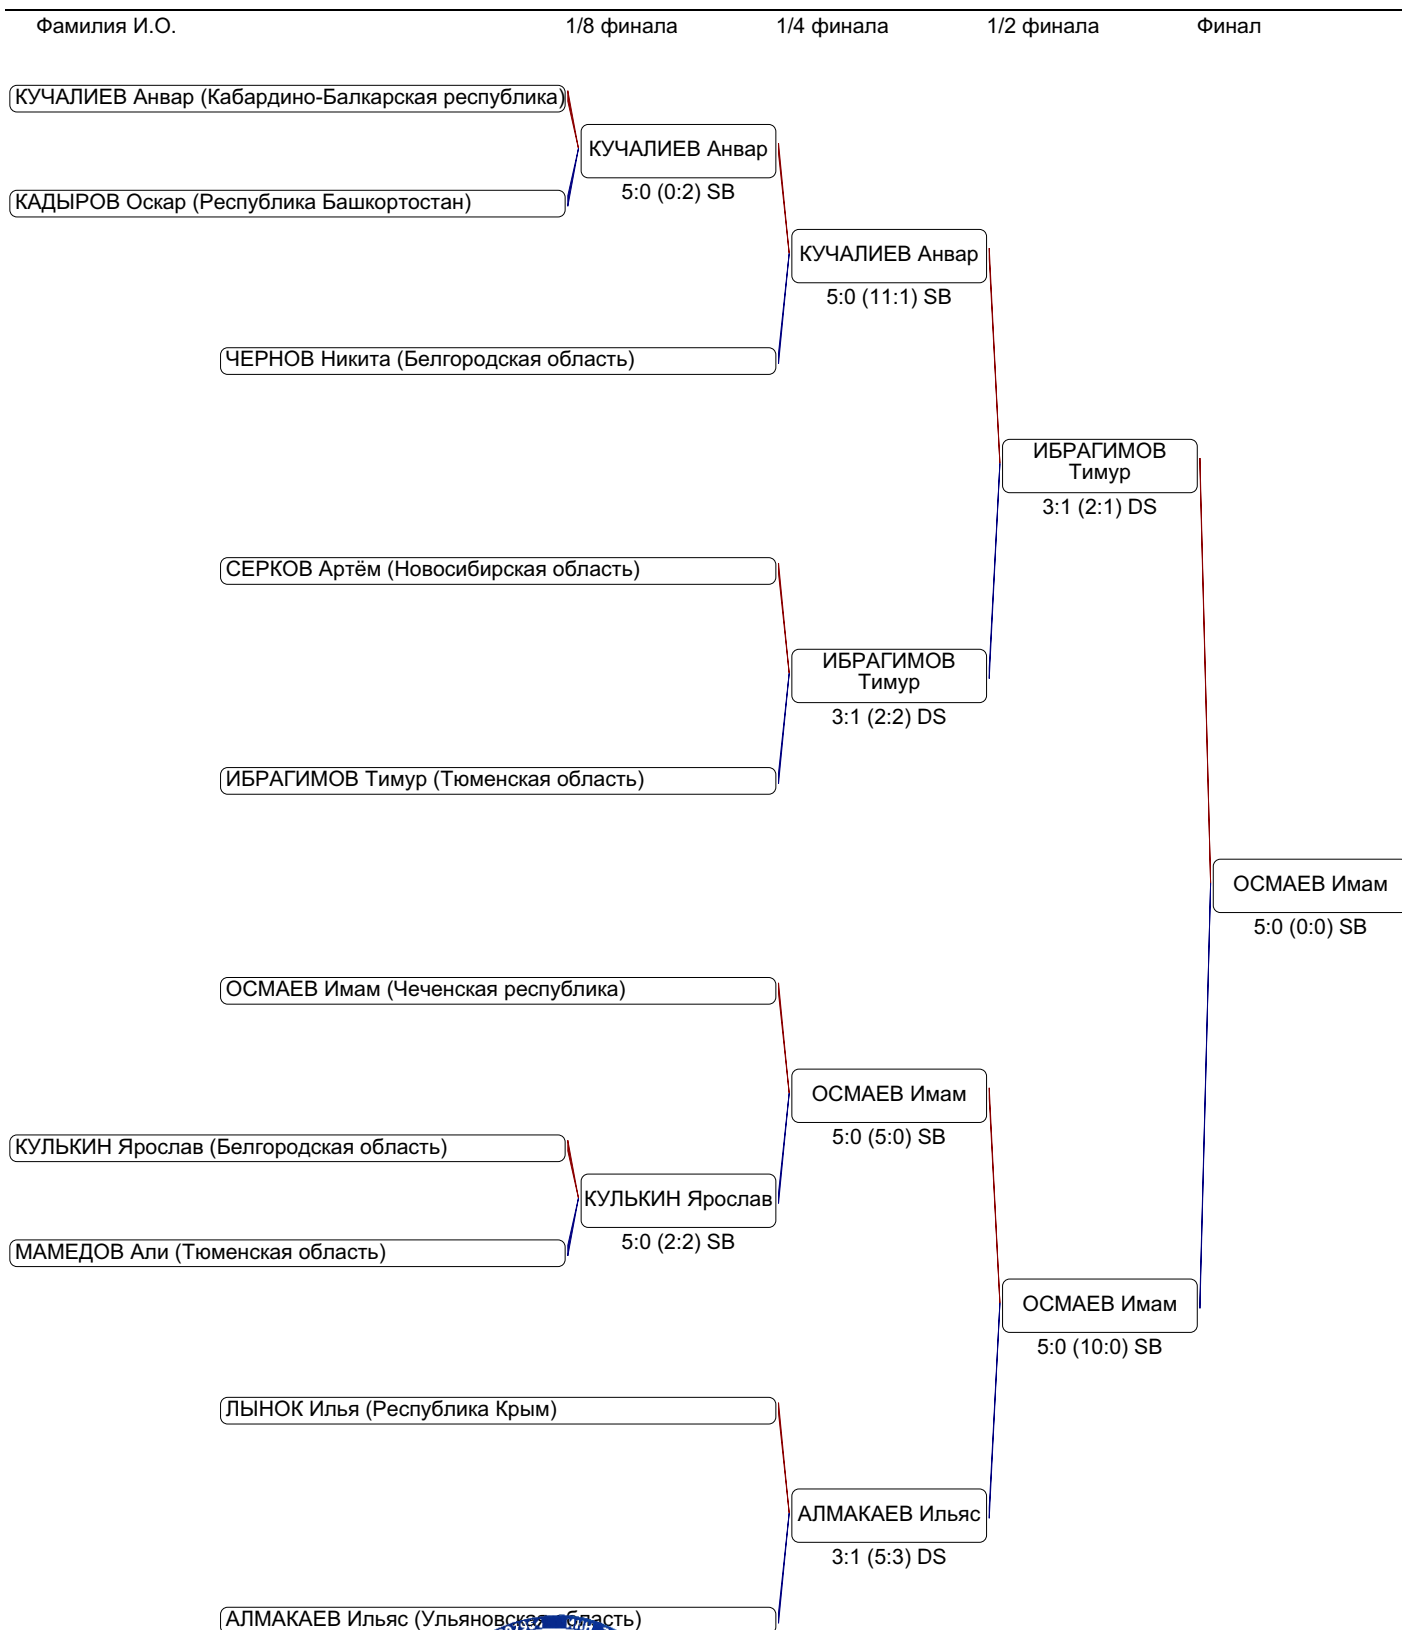 Фамилия И.О. 1/8 финала 1/4 финала 1/2 финала Финал
КУЧАЛИЕВ Анвар (Кабардино-Балкарская республика)
КУЧАЛИЕВ Анвар
5:0 (0:2) SB
КАДЫРОВ Оскар (Республика Башкортостан)
КУЧАЛИЕВ Анвар
5:0 (11:1) SB
ЧЕРНОВ Никита (Белгородская область)
ИБРАГИМОВ
Тимур
3:1 (2:1) DS
СЕРКОВ Артём (Новосибирская область)
ИБРАГИМОВ
Тимур
3:1 (2:2) DS
ИБРАГИМОВ Тимур (Тюменская область)
ОСМАЕВ Имам
5:0 (0:0) SB
ОСМАЕВ Имам (Чеченская республика)
ОСМАЕВ Имам
5:0 (5:0) SB
КУЛЬКИН Ярослав (Белгородская область)
КУЛЬКИН Ярослав
5:0 (2:2) SB
МАМЕДОВ Али (Тюменская область)
ОСМАЕВ Имам
5:0 (10:0) SB
ЛЫНОК Илья (Республика Крым)
АЛМАКАЕВ Ильяс
3:1 (5:3) DS
АЛМАКАЕВ Ильяс (Ульяновская область)